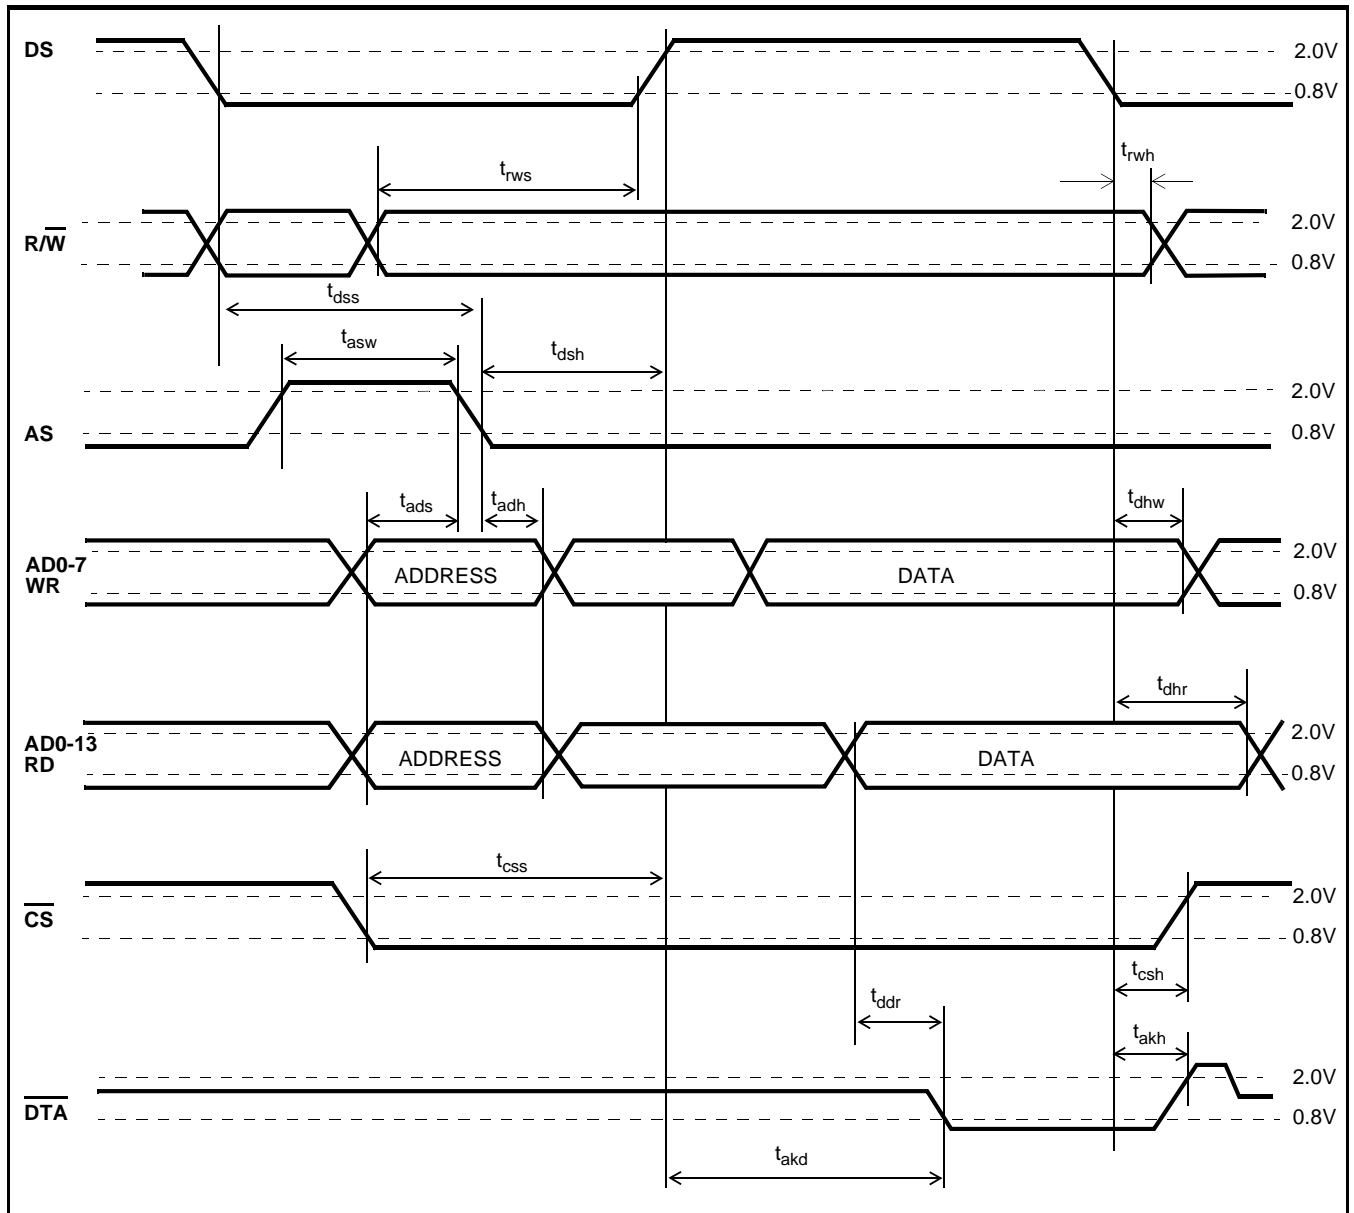 DS
2.0V
0.8V
trws
trwh
R/W
2.0V
0.8V
tdss
tasw
tdsh
AS
2.0V
0.8V
tads
tadh
tdhw
AD0-7
WR
ADDRESS
DATA
2.0V
0.8V
tdhr
AD0-13
RD
ADDRESS
DATA
2.0V
0.8V
tcss
CS
2.0V
0.8V
tcsh
tddr
takh
DTA
2.0V
0.8V
takd